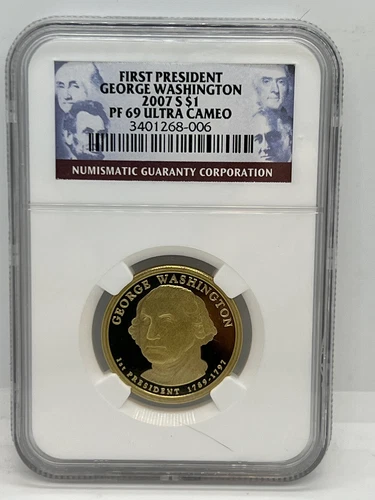 FIRST PRESIDENT
GEORGE WASHINGTON
2007 S $1
PF 69 ULTRA CAMEO
3401268-006
NUMISMATIC GUARANTY CORPORATION
GEORGE WASHINGTON
1st PRESIDENT 1789-1797